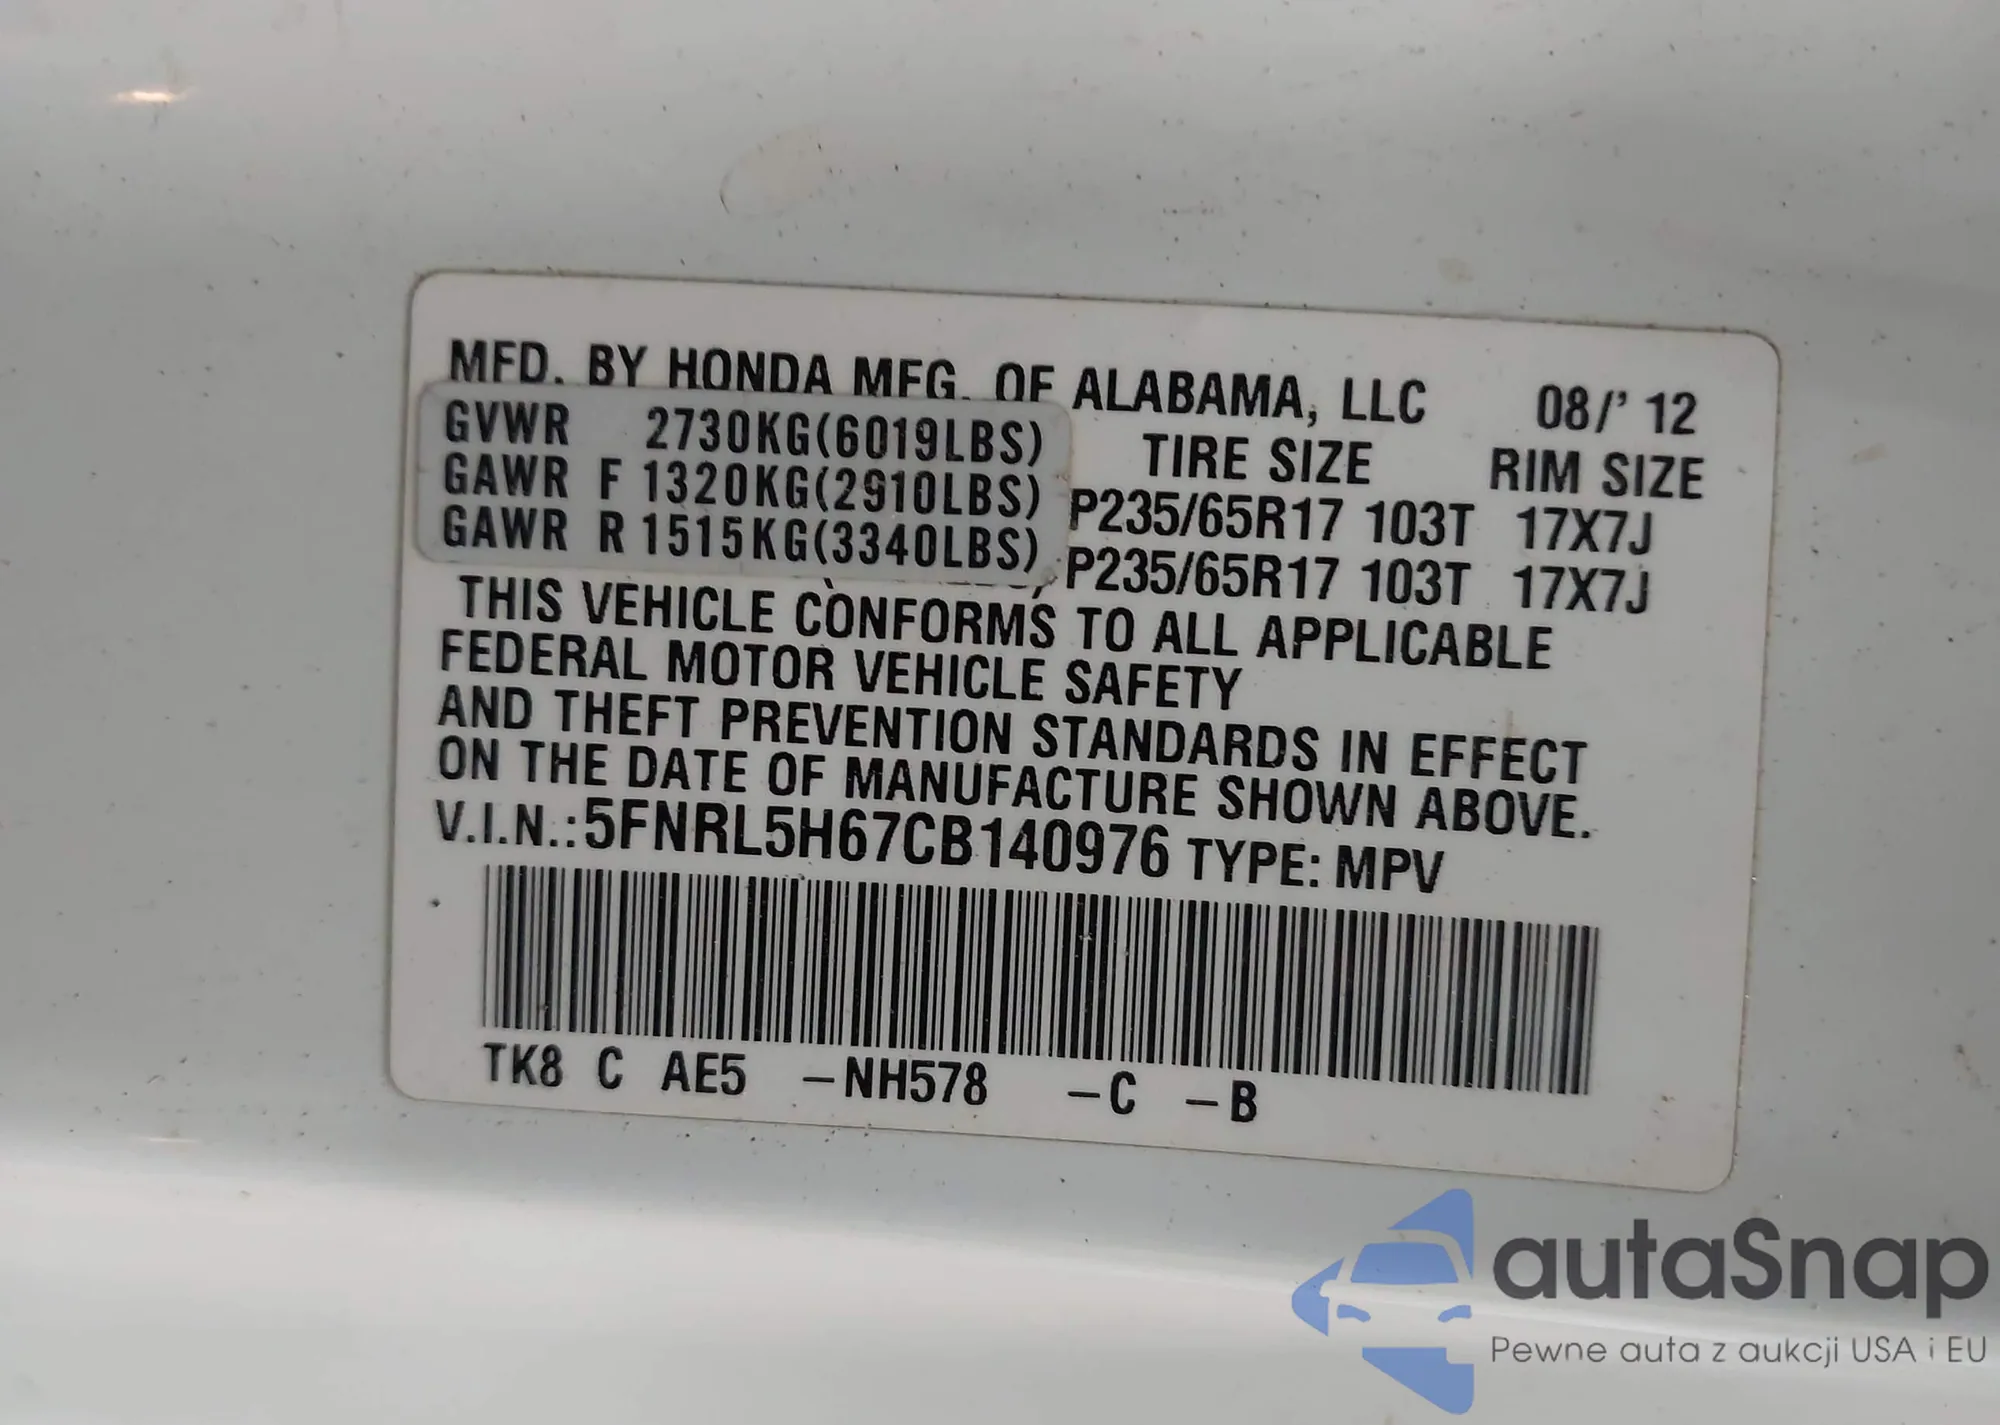 MFD. BY HONDA MFG. OF ALABAMA, LLC 08/' 12
GVWR 2730KG(6019LBS) TIRE SIZE RIM SIZE
GAWR F 1320KG(2910LBS) P235/65R17 103T 17X7J
GAWR R 1515KG(3340LBS) P235/65R17 103T 17X7J
THIS VEHICLE CONFORMS TO ALL APPLICABLE
FEDERAL MOTOR VEHICLE SAFETY
AND THEFT PREVENTION STANDARDS IN EFFECT
ON THE DATE OF MANUFACTURE SHOWN ABOVE.
V.I.N.:5FNRL5H67CB140976 TYPE: MPV
TK8 C AE5 –NH578 –C –B
autaSnap
Pewne auta z aukcji USA i EU